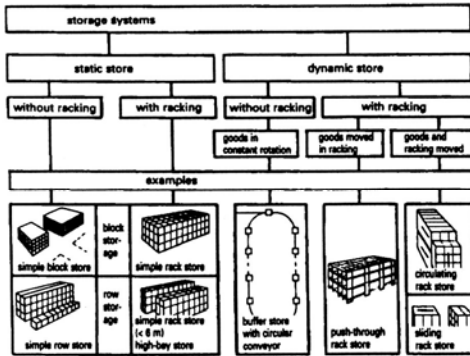 storage systems
static store
dynamic store
without racking
with racking
without racking
with racking
goods in
constant rotation
goods moved
in racking
goods and
racking moved
examples
simple block store
block
stor-
age
simple rack store
simple row store
row
stor-
age
simple rack store
(< 6 m)
high-bay store
buffer store
with circular
conveyor
push-through
rack store
circulating
rack store
sliding
rack store